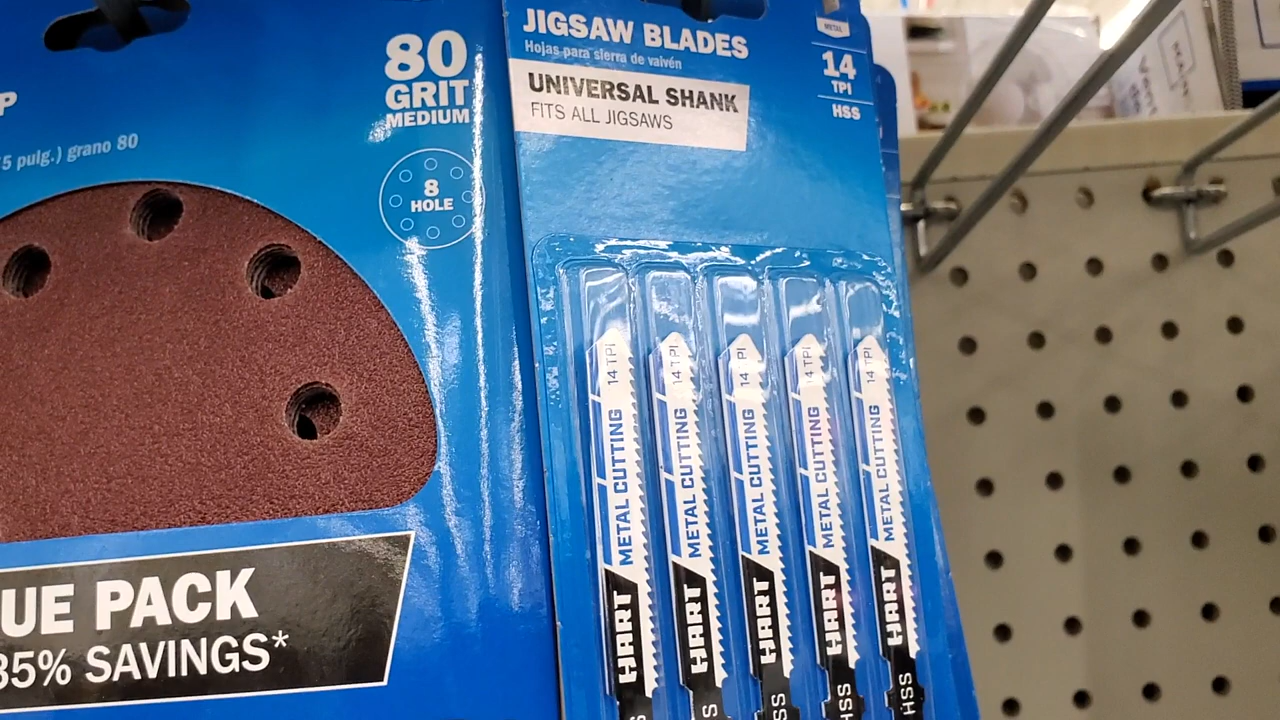 80
GRIT
MEDIUM
5 pulg.) grano 80
8
HOLE
UE PACK
35% SAVINGS*
JIGSAW BLADES
Hojas para sierra de vaivén
UNIVERSAL SHANK
FITS ALL JIGSAWS
METAL
14
TPI
HSS
14 TPI
METAL CUTTING
HART
14 TPI
METAL CUTTING
HART
14 TPI
METAL CUTTING
HART
14 TPI
METAL CUTTING
HART
HSS
14 TPI
METAL CUTTING
HART
HSS